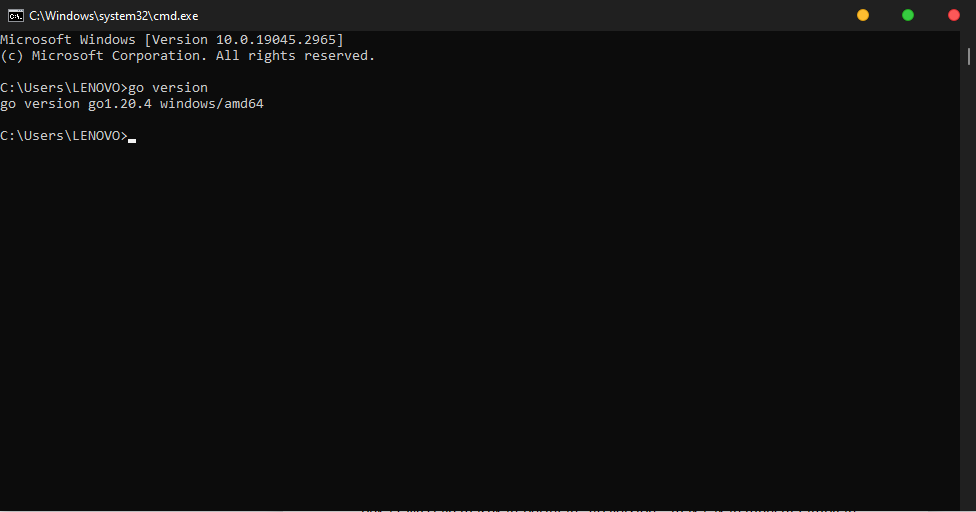 C:\Windows\system32\cmd.exe
Microsoft Windows [Version 10.0.19045.2965]
(c) Microsoft Corporation. All rights reserved.
C:\Users\LENOVO>go version
go version go1.20.4 windows/amd64
C:\Users\LENOVO>